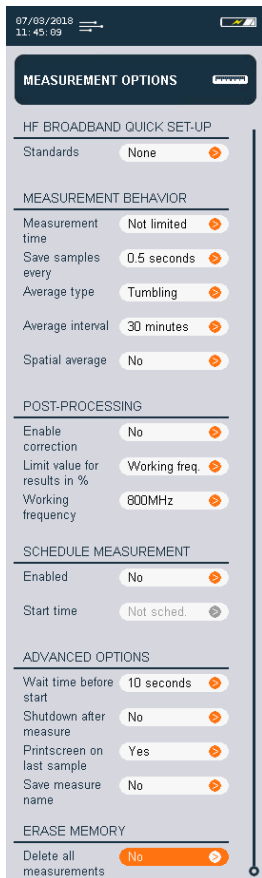 07/03/2018
11:45:09
MEASUREMENT OPTIONS
HF BROADBAND QUICK SET-UP
Standards None
MEASUREMENT BEHAVIOR
Measurement time Not limited
Save samples every 0.5 seconds
Average type Tumbling
Average interval 30 minutes
Spatial average No
POST-PROCESSING
Enable correction No
Limit value for results in % Working freq.
Working frequency 800MHz
SCHEDULE MEASUREMENT
Enabled No
Start time Not sched.
ADVANCED OPTIONS
Wait time before start 10 seconds
Shutdown after measure No
Printscreen on last sample Yes
Save measure name No
ERASE MEMORY
Delete all measurements No